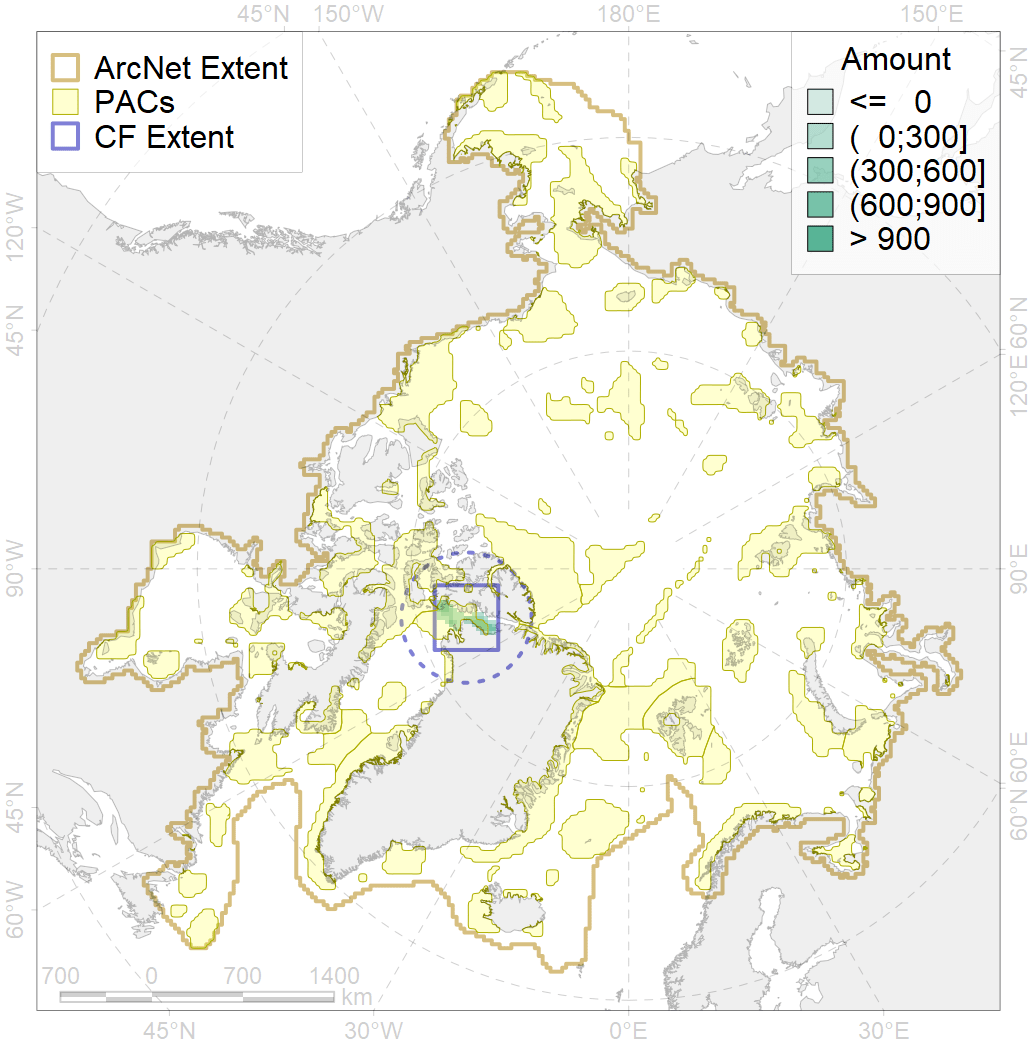 45°N 150°W 180°E 150°E
ArcNet Extent
PACs
CF Extent
Amount
<= 0
( 0;300]
(300;600]
(600;900]
> 900
45°N
120°W
45°N
90°W
45°N
60°W
60°N
120°E
90°E
60°E
60°N
700 0 700 1400
km
45°N 30°W 0°E 30°E